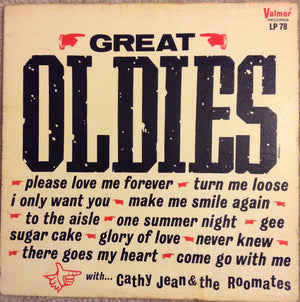 Valmor
RECORDS
LP 78
GREAT
OLDIES
please love me forever turn me loose
i only want you make me smile again
to the aisle one summer night gee
sugar cake glory of love never knew
there goes my heart come go with me
with... Cathy Jean & the Roomates